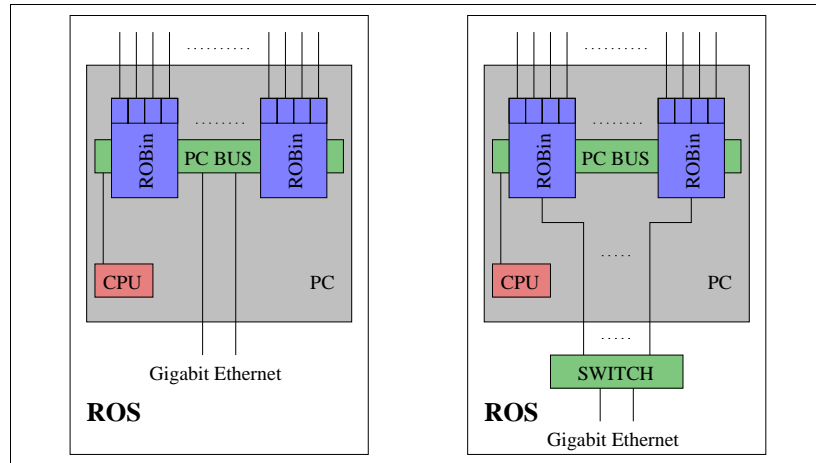 ROBin
PC BUS
ROBin
CPU
PC
Gigabit Ethernet
ROS
ROBin
PC BUS
ROBin
CPU
PC
SWITCH
ROS
Gigabit Ethernet